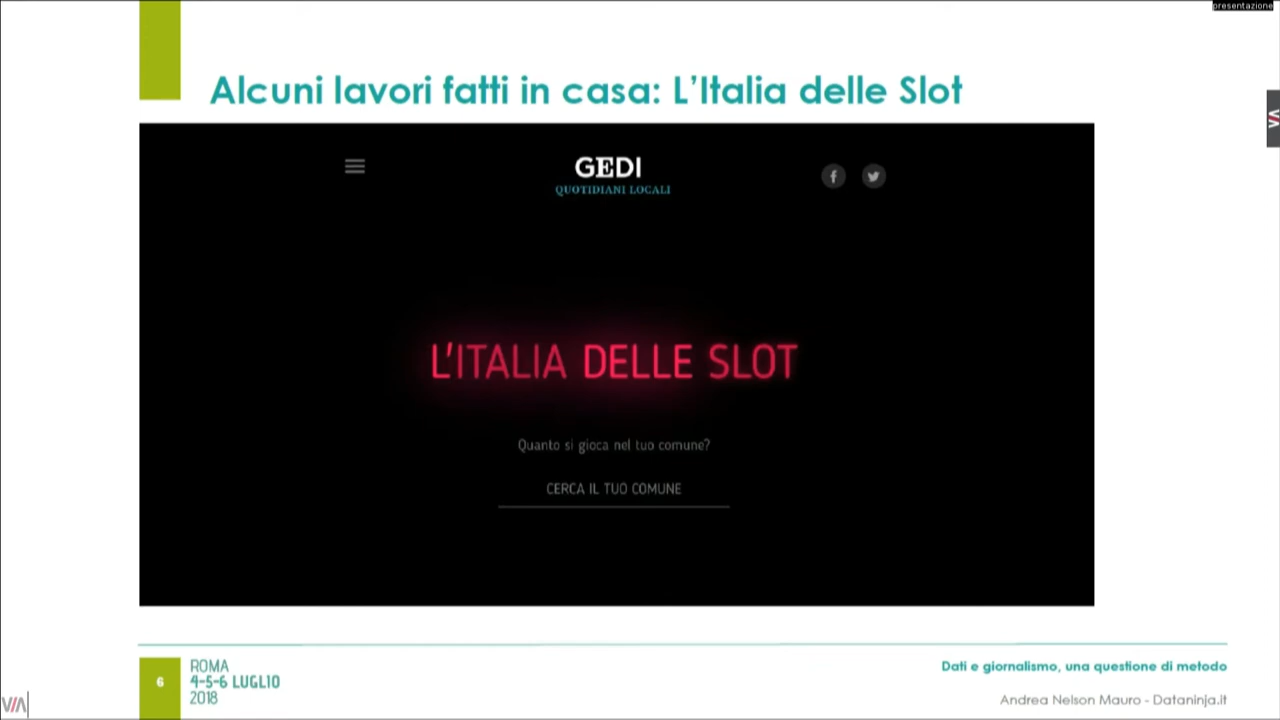 presentazione
Alcuni lavori fatti in casa: L’Italia delle Slot
GEDI
QUOTIDIANI LOCALI
L’ITALIA DELLE SLOT
Quanto si gioca nel tuo comune?
CERCA IL TUO COMUNE
6
ROMA
4-5-6 LUGLIO
2018
Dati e giornalismo, una questione di metodo
Andrea Nelson Mauro - Dataninja.it
VIA